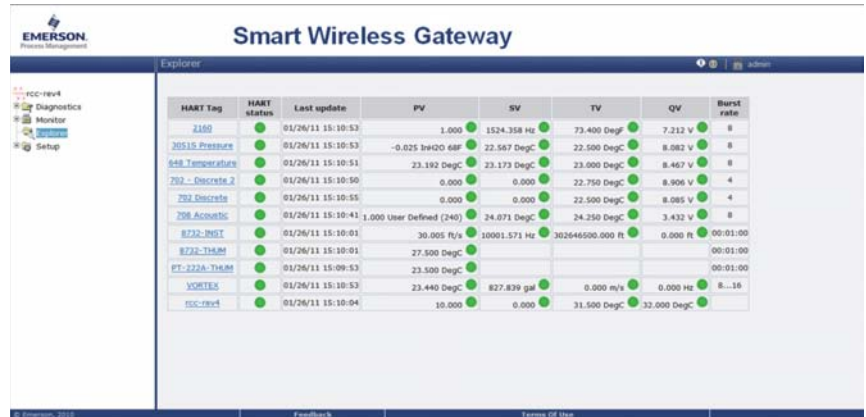 EMERSON.
Process Management
Smart Wireless Gateway
Explorer
admin
rcc-rev4
Diagnostics
Monitor
Explorer
Setup
HART Tag HART status Last update PV SV TV QV Burst rate
2160 01/26/11 15:10:53 1.000 1524.358 Hz 73.400 DegF 7.212 V 8
3051S Pressure 01/26/11 15:10:53 -0.025 InH2O 68F 22.567 DegC 22.500 DegC 8.082 V 8
648 Temperature 01/26/11 15:10:51 23.192 DegC 23.173 DegC 23.000 DegC 8.467 V 8
702 - Discrete 2 01/26/11 15:10:50 0.000 0.000 22.750 DegC 8.906 V 4
702 Discrete 01/26/11 15:10:55 0.000 0.000 22.500 DegC 8.085 V 4
708 Acoustic 01/26/11 15:10:41 1.000 User Defined (240) 24.071 DegC 24.250 DegC 3.432 V 8
8732-INST 01/26/11 15:10:01 30.005 ft/s 10001.571 Hz 302646500.000 ft 0.000 ft 00:01:00
8732-THUM 01/26/11 15:10:01 27.500 DegC 00:01:00
PT-222A-THUM 01/26/11 15:09:53 23.500 DegC 00:01:00
VORTEX 01/26/11 15:10:53 23.440 DegC 827.839 gal 0.000 m/s 0.000 Hz 8...16
rcc-rev4 01/26/11 15:10:04 10.000 0.000 31.500 DegC 32.000 DegC
© Emerson, 2010 Feedback Terms Of Use